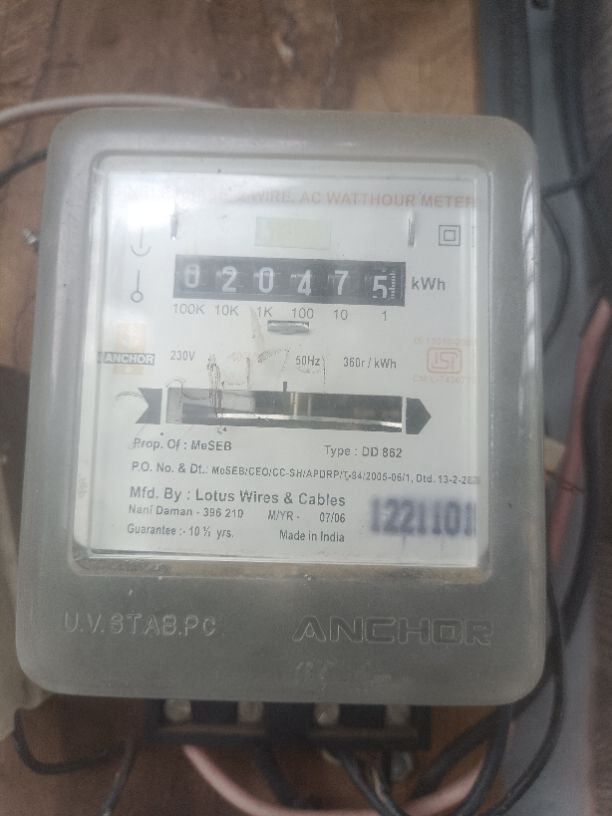 WIRE, AC WATTHOUR METER
0 2 0 4 7 5 kWh
100K 10K 1K 100 10 1
ANCHOR
230V 50Hz 360r / kWh
Prop. Of : MeSEB
Type : DD 862
P.O. No. & Dt.: MeSEB/CEO/CC-SH/APDRP/T-94/2005-06/1, Dtd. 13-2-2
Mfd. By : Lotus Wires & Cables
Nani Daman - 396 210 M/YR - 07/06
1221101
Guarantee :- 10 ½ yrs. Made in India
U.V.STAB.PC ANCHOR